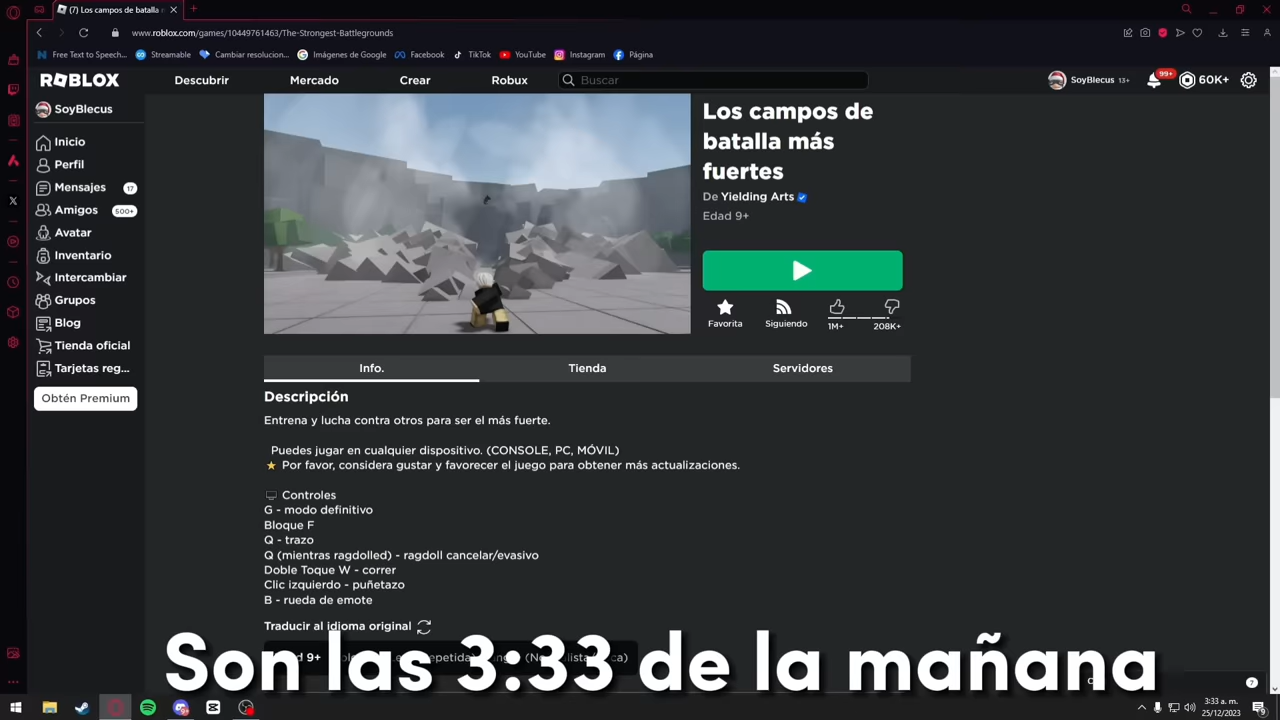 (7) Los campos de batalla n
www.roblox.com/games/10449761463/The-Strongest-Battlegrounds
Free Text to Speech... Streamable Cambiar resolucion... Imágenes de Google Facebook TikTok YouTube Instagram Página
ROBLOX Descubrir Mercado Crear Robux Buscar SoyBlecus 13+ 99+ 60K+
SoyBlecus
Inicio
Perfil
Mensajes 17
Amigos 500+
Avatar
Inventario
Intercambiar
Grupos
Blog
Tienda oficial
Tarjetas reg...
Obtén Premium
Los campos de
batalla más
fuertes
De Yielding Arts
Edad 9+
Favorita Siguiendo 1M+ 208K+
Info. Tienda Servidores
Descripción
Entrena y lucha contra otros para ser el más fuerte.
Puedes jugar en cualquier dispositivo. (CONSOLE, PC, MÓVIL)
Por favor, considera gustar y favorecer el juego para obtener más actualizaciones.
Controles
G - modo definitivo
Bloque F
Q - trazo
Q (mientras ragdolled) - ragdoll cancelar/evasivo
Doble Toque W - correr
Clic izquierdo - puñetazo
B - rueda de emote
Traducir al idioma original
Son las 3:33 de la mañana
3:33 a. m.
25/12/2023